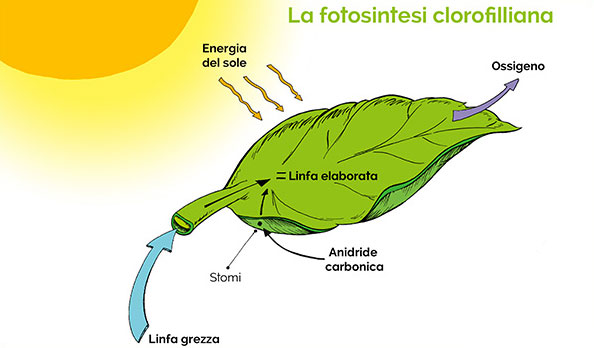 La fotosintesi clorofilliana
Energia
del sole
Ossigeno
= Linfa elaborata
Anidride
carbonica
Stomi
Linfa grezza